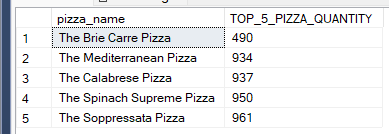 pizza_name TOP_5_PIZZA_QUANTITY
1 The Brie Carre Pizza 490
2 The Mediterranean Pizza 934
3 The Calabrese Pizza 937
4 The Spinach Supreme Pizza 950
5 The Soppressata Pizza 961